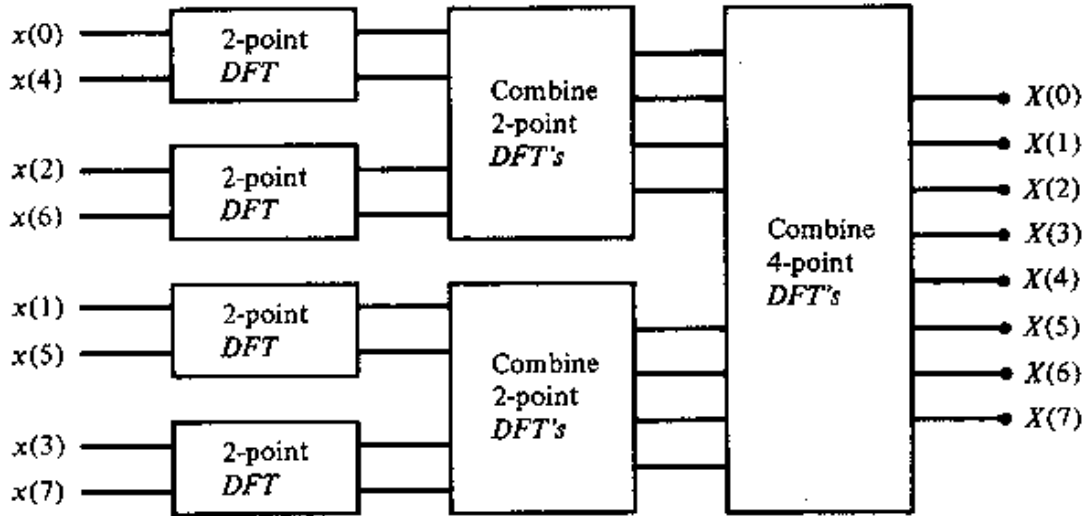 x(0)
x(4)
2-point
DFT
x(2)
x(6)
2-point
DFT
x(1)
x(5)
2-point
DFT
x(3)
x(7)
2-point
DFT
Combine
2-point
DFT's
Combine
2-point
DFT's
Combine
4-point
DFT's
X(0)
X(1)
X(2)
X(3)
X(4)
X(5)
X(6)
X(7)